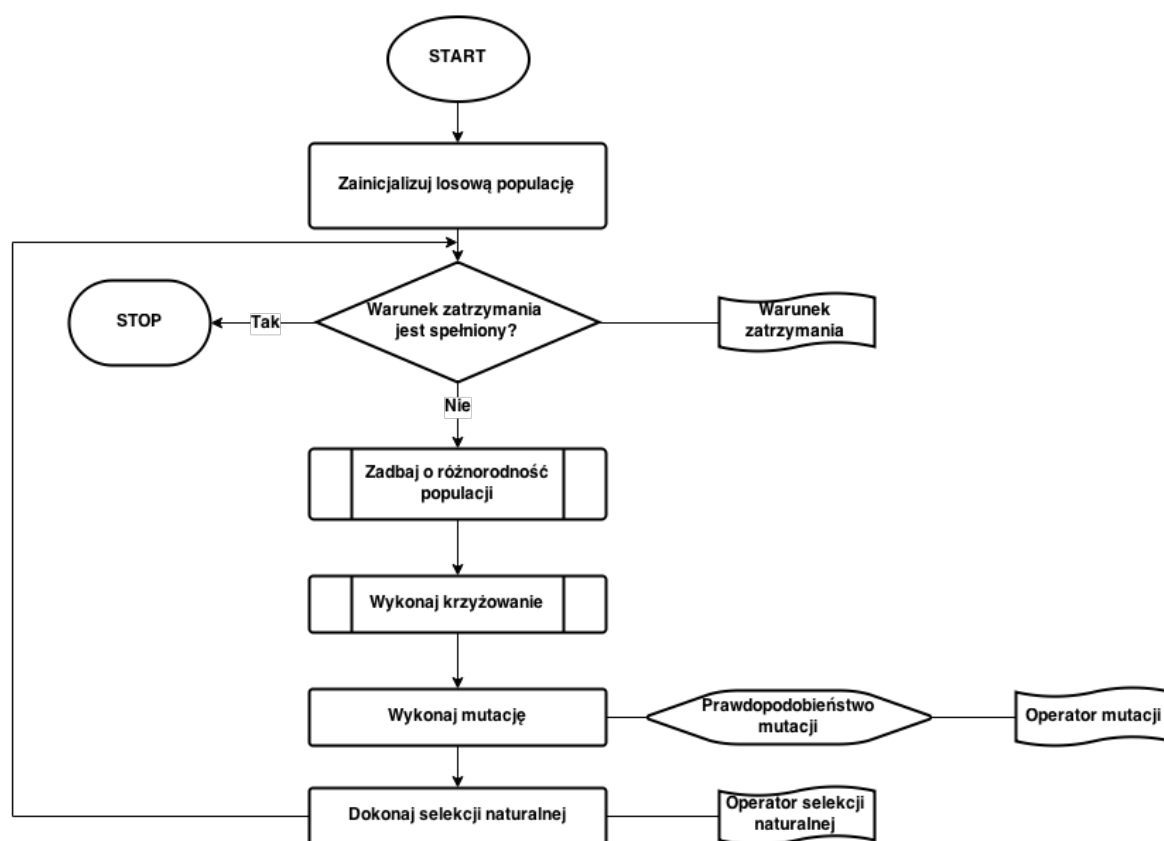 START
Zainicjalizuj losową populację
Warunek zatrzymania
jest spełniony?
STOP
Tak
Warunek
zatrzymania
Nie
Zadbaj o różnorodność
populacji
Wykonaj krzyżowanie
Wykonaj mutację
Prawdopodobieństwo
mutacji
Operator mutacji
Dokonaj selekcji naturalnej
Operator selekcji
naturalnej